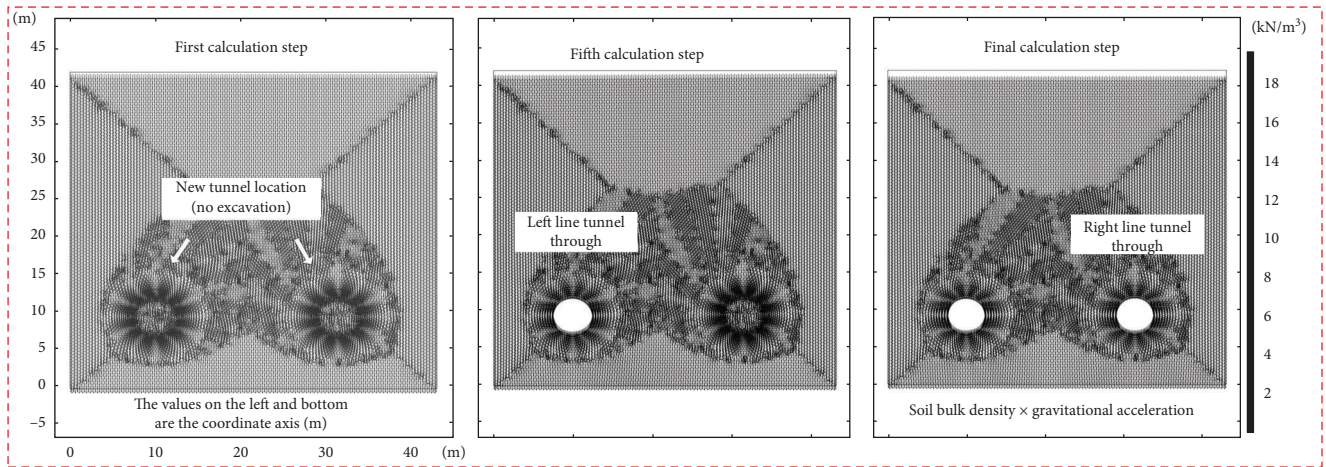 (m)
45
40
35
30
25
20
15
10
5
0
–5
First calculation step
New tunnel location
(no excavation)
The values on the left and bottom
are the coordinate axis (m)
0
10
20
30
40
(m)
Fifth calculation step
Left line tunnel
through
Final calculation step
Right line tunnel
through
Soil bulk density × gravitational acceleration
(kN/m³)
18
16
14
12
10
8
6
4
2